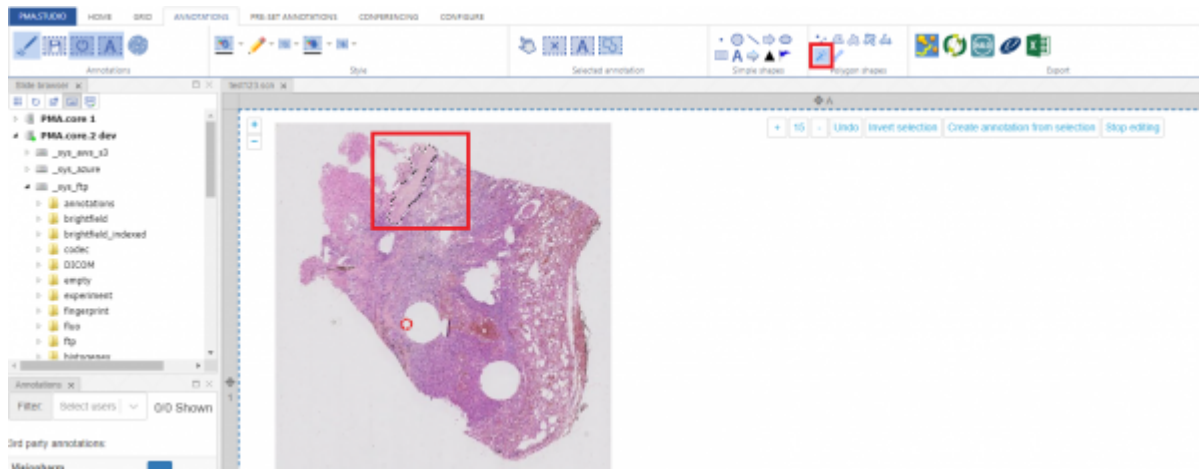 PMA.STUDIO HOME GRID ANNOTATIONS PRE-SET ANNOTATIONS CONFERENCING CONFIGURE
Annotations Style Selected annotation Simple shapes Polygon shapes Export
Slide browser
test123.scn
A
PMA.core 1
+ 15 - Undo Invert selection Create annotation from selection Stop editing
PMA.core.2 dev
_sys_aws_s3
_sys_azure
_sys_ftp
annotations
brightfield
brightfield_indexed
codec
DICOM
empty
experiment
fingerprint
fluo
ftp
histogenex
Annotations
1
Filter: Select users 0/0 Shown
3rd party annotations:
Visiopharm